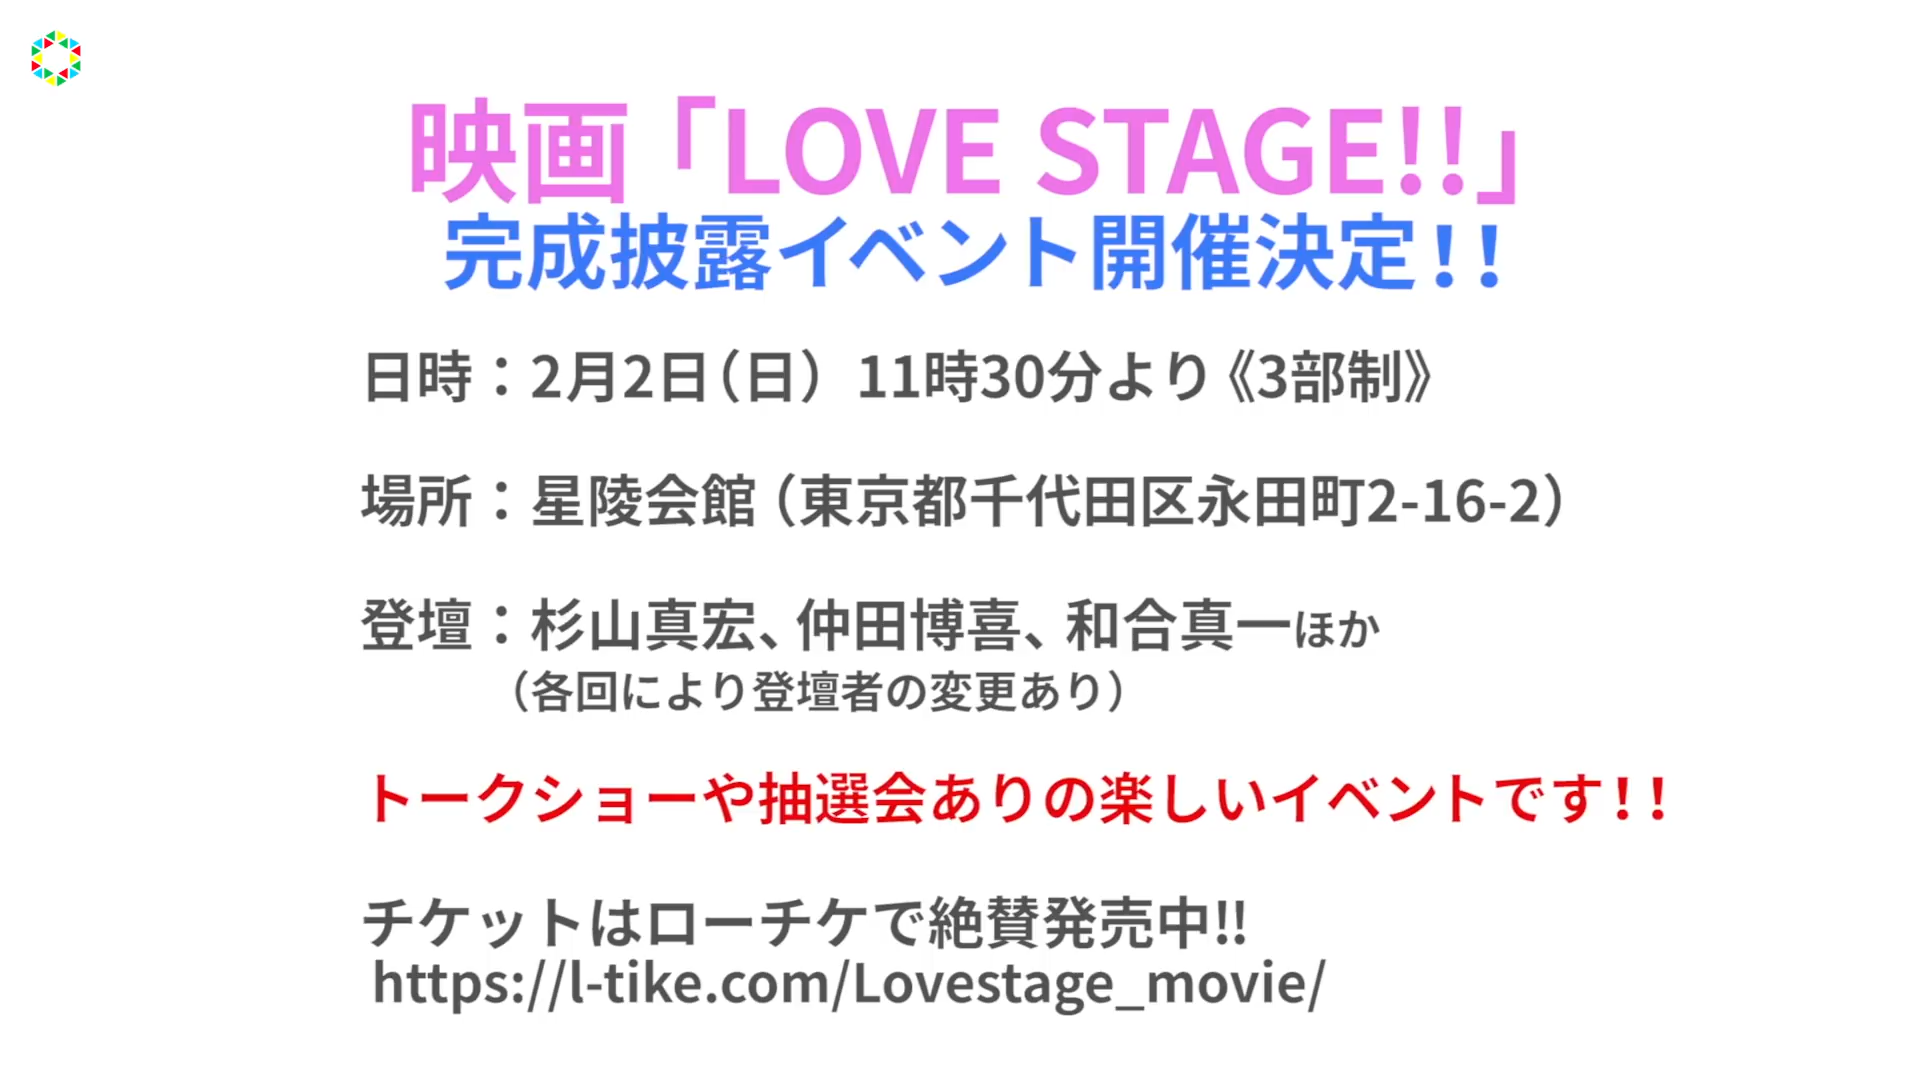 映画「LOVE STAGE!!」
完成披露イベント開催決定！！
日時：2月2日（日）11時30分より《3部制》
場所：星陵会館（東京都千代田区永田町2-16-2）
登壇：杉山真宏、仲田博喜、和合真一ほか
（各回により登壇者の変更あり）
トークショーや抽選会ありの楽しいイベントです！！
チケットはローチケで絶賛発売中!!
https://l-tike.com/Lovestage_movie/